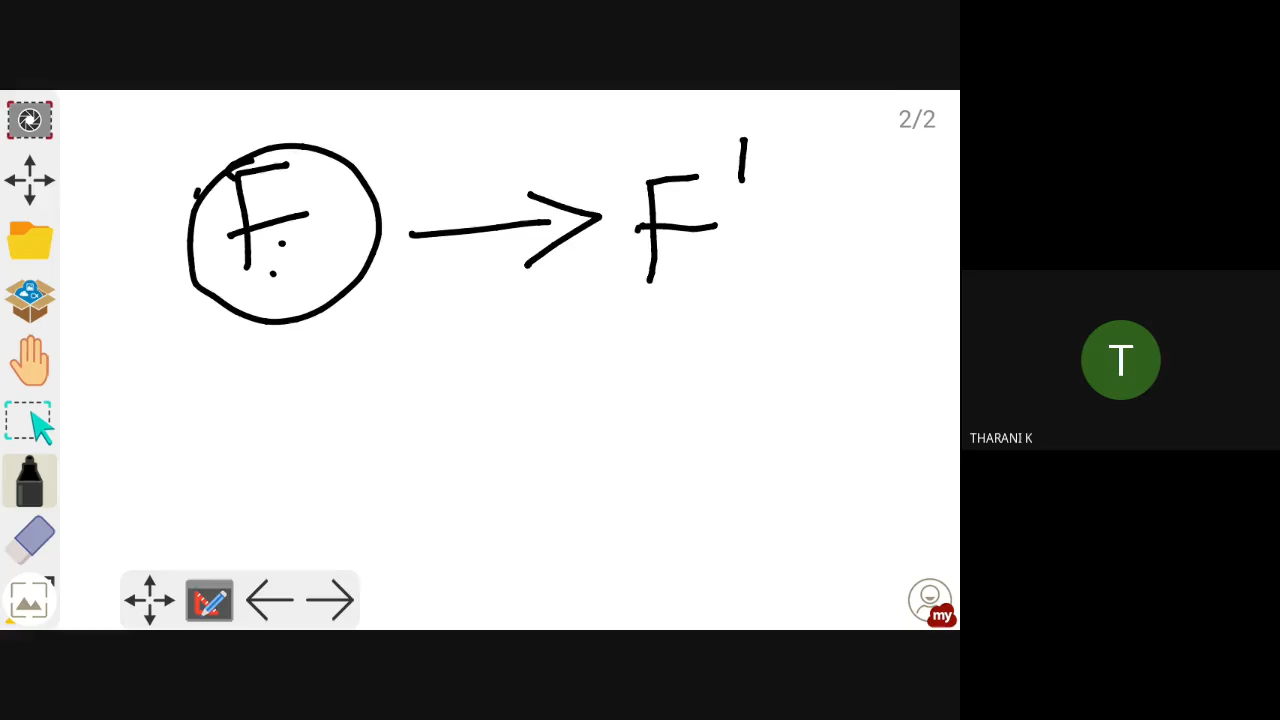 2/2
F → F'
T
THARANI K
my